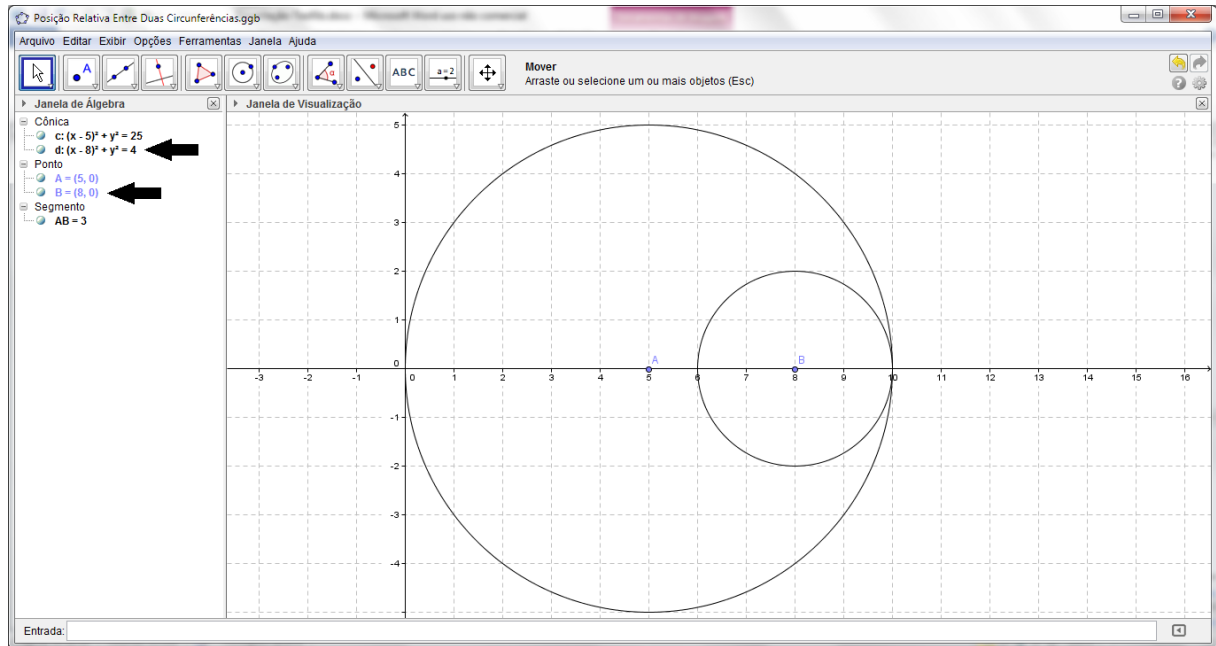 Posição Relativa Entre Duas Circunferências.ggb
Arquivo Editar Exibir Opções Ferramentas Janela Ajuda
A
α
ABC
a=2
Mover
Arraste ou selecione um ou mais objetos (Esc)
Janela de Álgebra
Janela de Visualização
Cônica
c: (x - 5)² + y² = 25
d: (x - 8)² + y² = 4
Ponto
A = (5, 0)
B = (8, 0)
Segmento
AB = 3
5
4
3
2
1
0
-1
-2
-3
-4
-3 -2 -1 0 1 2 3 4 5 6 7 8 9 10 11 12 13 14 15 16
A
B
Entrada: